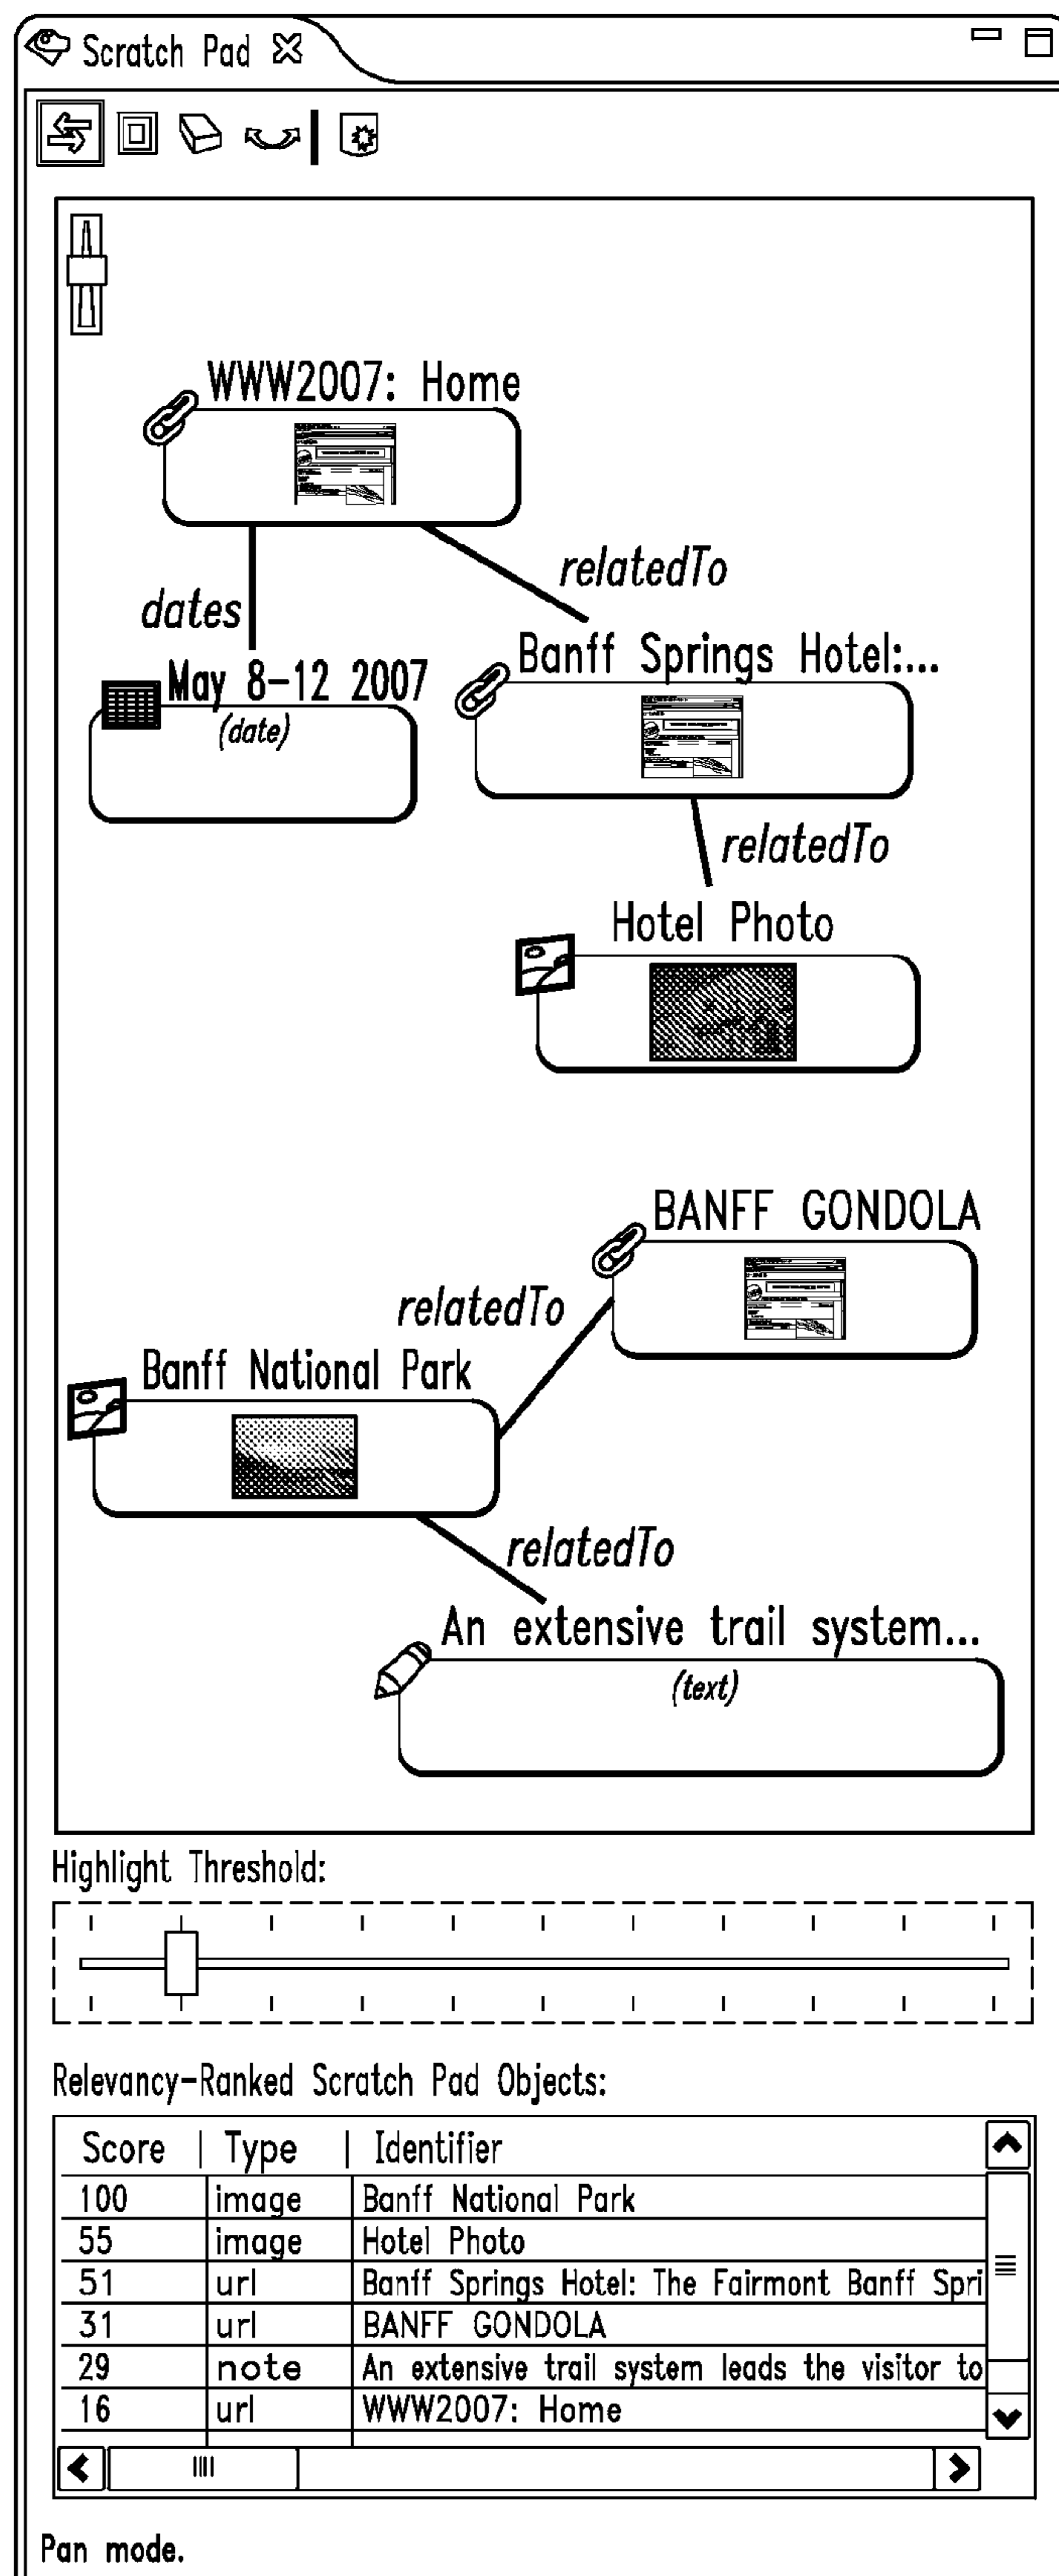 Scratch Pad
WWW2007: Home
relatedTo
dates
Banff Springs Hotel:...
May 8-12 2007
(date)
relatedTo
Hotel Photo
BANFF GONDOLA
relatedTo
Banff National Park
relatedTo
An extensive trail system...
(text)
Highlight Threshold:
Relevancy-Ranked Scratch Pad Objects:
Score | Type | Identifier
100 image Banff National Park
55 image Hotel Photo
51 url Banff Springs Hotel: The Fairmont Banff Spri
31 url BANFF GONDOLA
29 note An extensive trail system leads the visitor to
16 url WWW2007: Home
Pan mode.